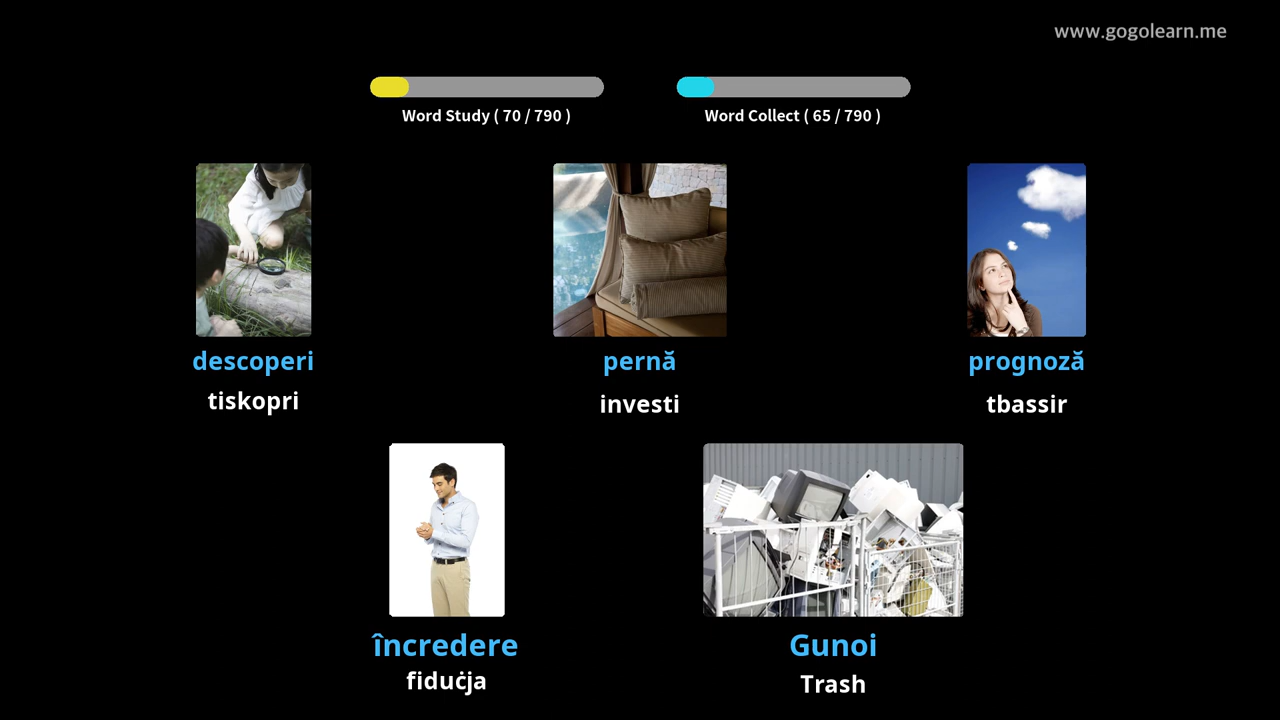 www.gogolearn.me
Word Study ( 70 / 790 )
Word Collect ( 65 / 790 )
descoperi
tiskopri
pernă
investi
prognoză
tbassir
încredere
fiduċja
Gunoi
Trash